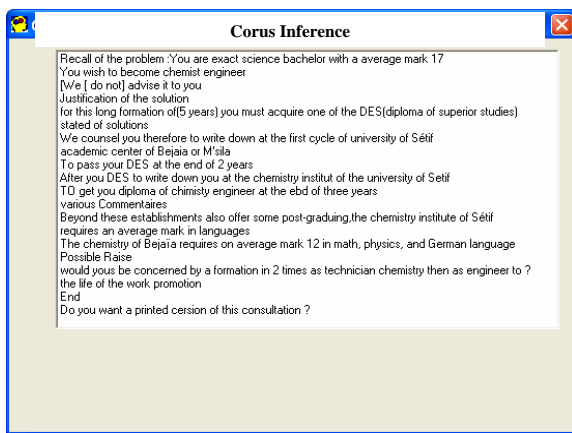 Corus Inference
Recall of the problem :You are exact science bachelor with a average mark 17
You wish to become chemist engineer
[We [ do not] advise it to you
Justification of the solution
for this long formation of(5 years) you must acquire one of the DES(diploma of superior studies)
stated of solutions
We counsel you therefore to write down at the first cycle of university of Sétif
academic center of Bejaia or M'sila
To pass your DES at the end of 2 years
After you DES to write down you at the chemistry institut of the university of Setif
TO get you diploma of chimisty engineer at the ebd of three years
various Commentaires
Beyond these establishments also offer some post-graduing,the chemistry institute of Sétif
requires an average mark in languages
The chemistry of Bejaïa requires on average mark 12 in math, physics, and German language
Possible Raise
would yous be concerned by a formation in 2 times as technician chemistry then as engineer to ?
the life of the work promotion
End
Do you want a printed cersion of this consultation ?